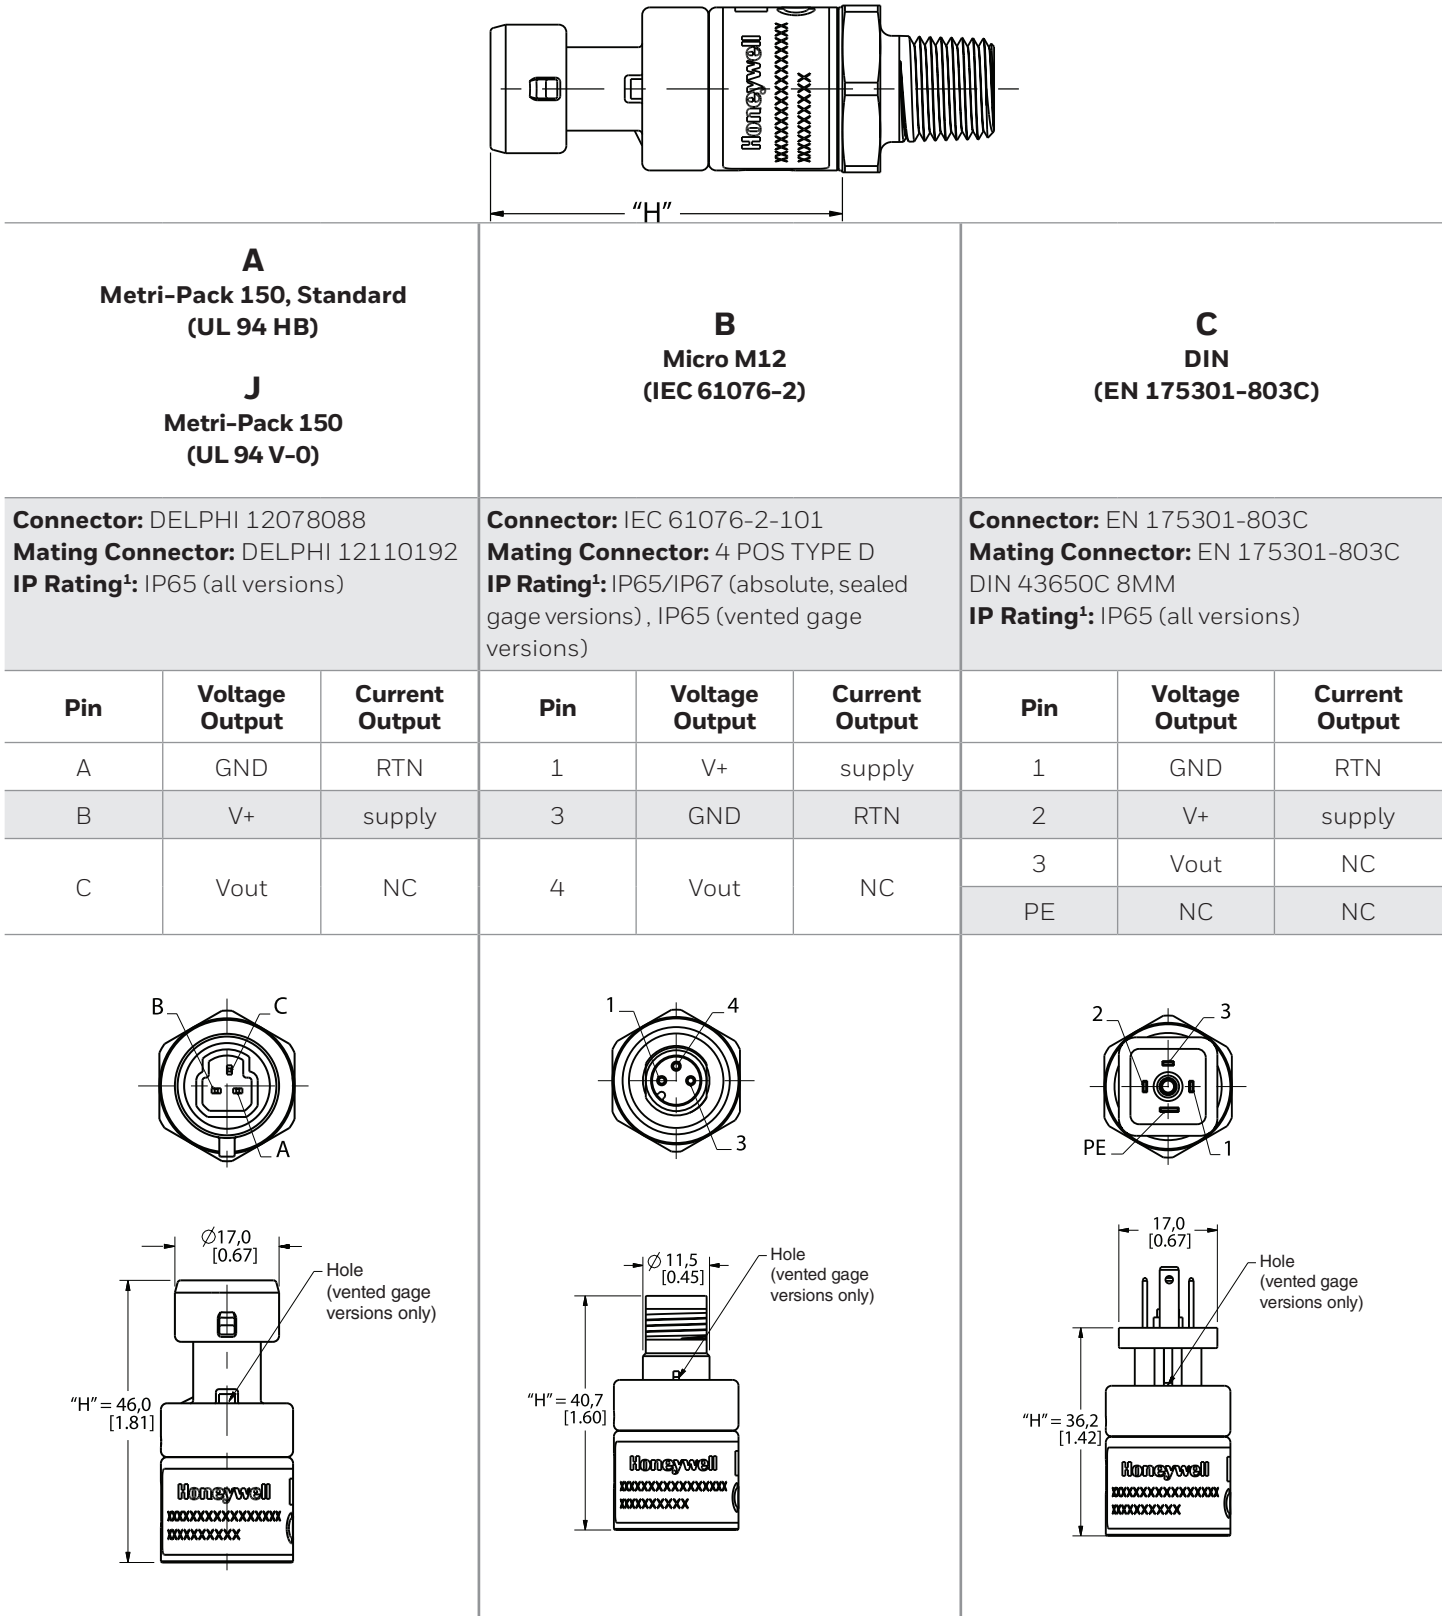 Honeywell
XXXXXXXXXXXXXXXX
XXXXXXXXXX
“H”
A
Metri-Pack 150, Standard
(UL 94 HB)
J
Metri-Pack 150
(UL 94 V-0)
B
Micro M12
(IEC 61076-2)
C
DIN
(EN 175301-803C)
Connector: DELPHI 12078088
Mating Connector: DELPHI 12110192
IP Rating¹: IP65 (all versions)
Connector: IEC 61076-2-101
Mating Connector: 4 POS TYPE D
IP Rating¹: IP65/IP67 (absolute, sealed
gage versions) , IP65 (vented gage
versions)
Connector: EN 175301-803C
Mating Connector: EN 175301-803C
DIN 43650C 8MM
IP Rating¹: IP65 (all versions)
Pin Voltage Output Current Output Pin Voltage Output Current Output Pin Voltage Output Current Output
A GND RTN 1 V+ supply 1 GND RTN
B V+ supply 3 GND RTN 2 V+ supply
C Vout NC 4 Vout NC 3 Vout NC
PE NC NC
B C
A
1 4
3
2 3
PE 1
Ø17,0
[0.67]
Hole
(vented gage
versions only)
“H” = 46,0
[1.81]
Honeywell
XXXXXXXXXXXXXXXX
XXXXXXXXXX
Ø 11,5
[0.45]
Hole
(vented gage
versions only)
“H” = 40,7
[1.60]
Honeywell
XXXXXXXXXXXXXXXX
XXXXXXXXXX
17,0
[0.67]
Hole
(vented gage
versions only)
“H” = 36,2
[1.42]
Honeywell
XXXXXXXXXXXXXXXX
XXXXXXXXXX